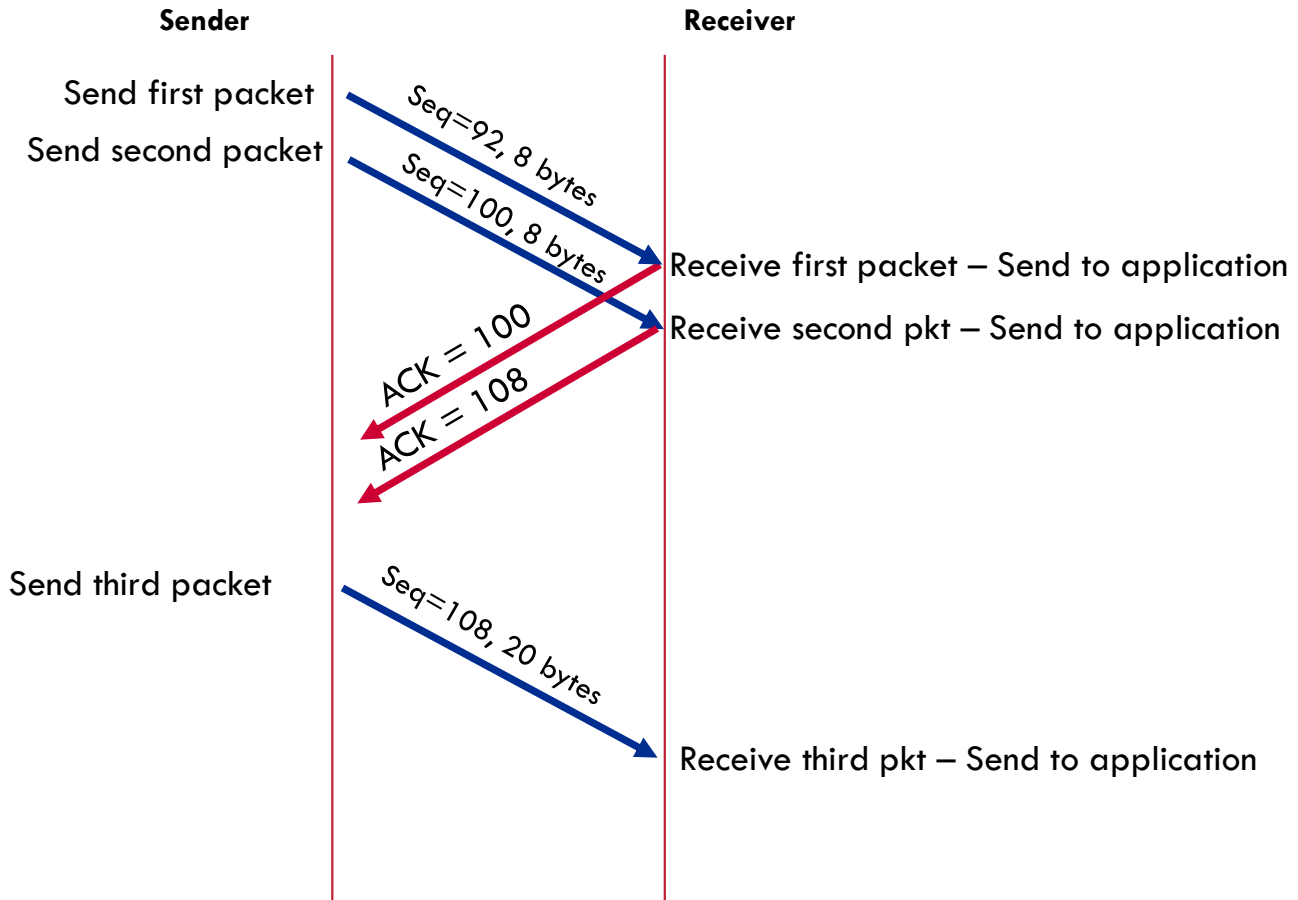 Sender
Receiver
Send first packet
Seq=92, 8 bytes
Send second packet
Seq=100, 8 bytes
Receive first packet – Send to application
Receive second pkt – Send to application
ACK = 100
ACK = 108
Send third packet
Seq=108, 20 bytes
Receive third pkt – Send to application